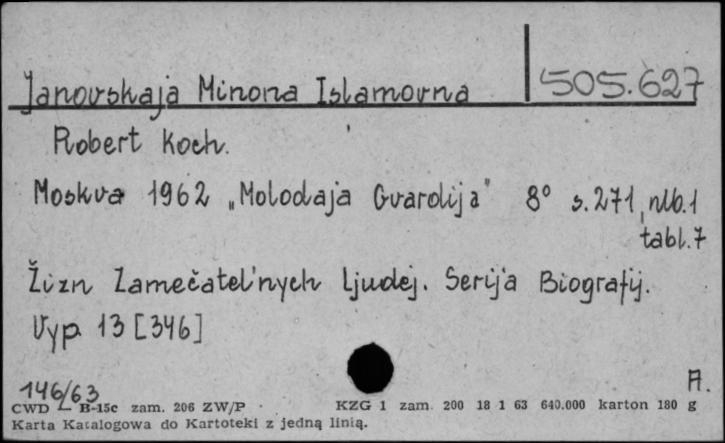 Janovskaja Minona Islamovna 505.627
Robert Koch.
Moskva 1962 „Molodaja Gvardija" 8° s.271, nlb.1
tabl.7
Žizn Zamečatel'nych Ljudej. Serija Biografij.
Vyp. 13 [346]
146/63
A.
CWD B-15c zam. 206 ZW/P KZG 1 zam. 200 18 1 63 640.000 karton 180 g
Karta Katalogowa do Kartoteki z jedną linią.